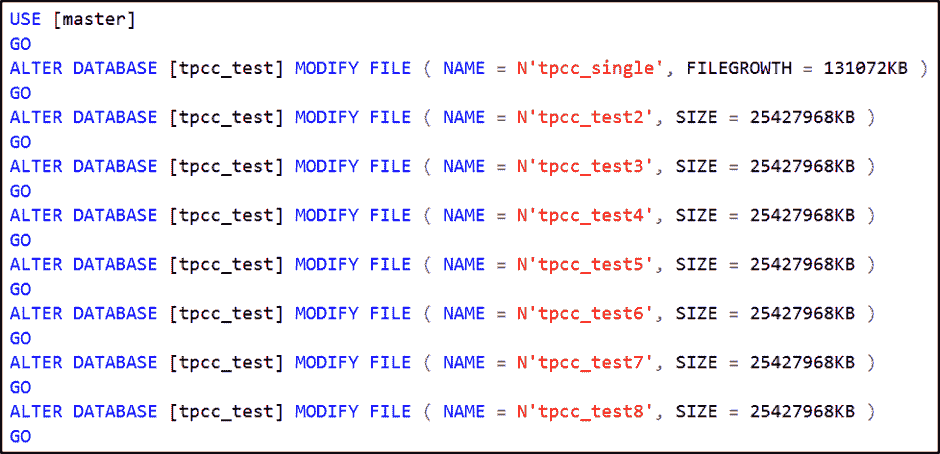 USE [master]
GO
ALTER DATABASE [tpcc_test] MODIFY FILE ( NAME = N'tpcc_single', FILEGROWTH = 131072KB )
GO
ALTER DATABASE [tpcc_test] MODIFY FILE ( NAME = N'tpcc_test2', SIZE = 25427968KB )
GO
ALTER DATABASE [tpcc_test] MODIFY FILE ( NAME = N'tpcc_test3', SIZE = 25427968KB )
GO
ALTER DATABASE [tpcc_test] MODIFY FILE ( NAME = N'tpcc_test4', SIZE = 25427968KB )
GO
ALTER DATABASE [tpcc_test] MODIFY FILE ( NAME = N'tpcc_test5', SIZE = 25427968KB )
GO
ALTER DATABASE [tpcc_test] MODIFY FILE ( NAME = N'tpcc_test6', SIZE = 25427968KB )
GO
ALTER DATABASE [tpcc_test] MODIFY FILE ( NAME = N'tpcc_test7', SIZE = 25427968KB )
GO
ALTER DATABASE [tpcc_test] MODIFY FILE ( NAME = N'tpcc_test8', SIZE = 25427968KB )
GO